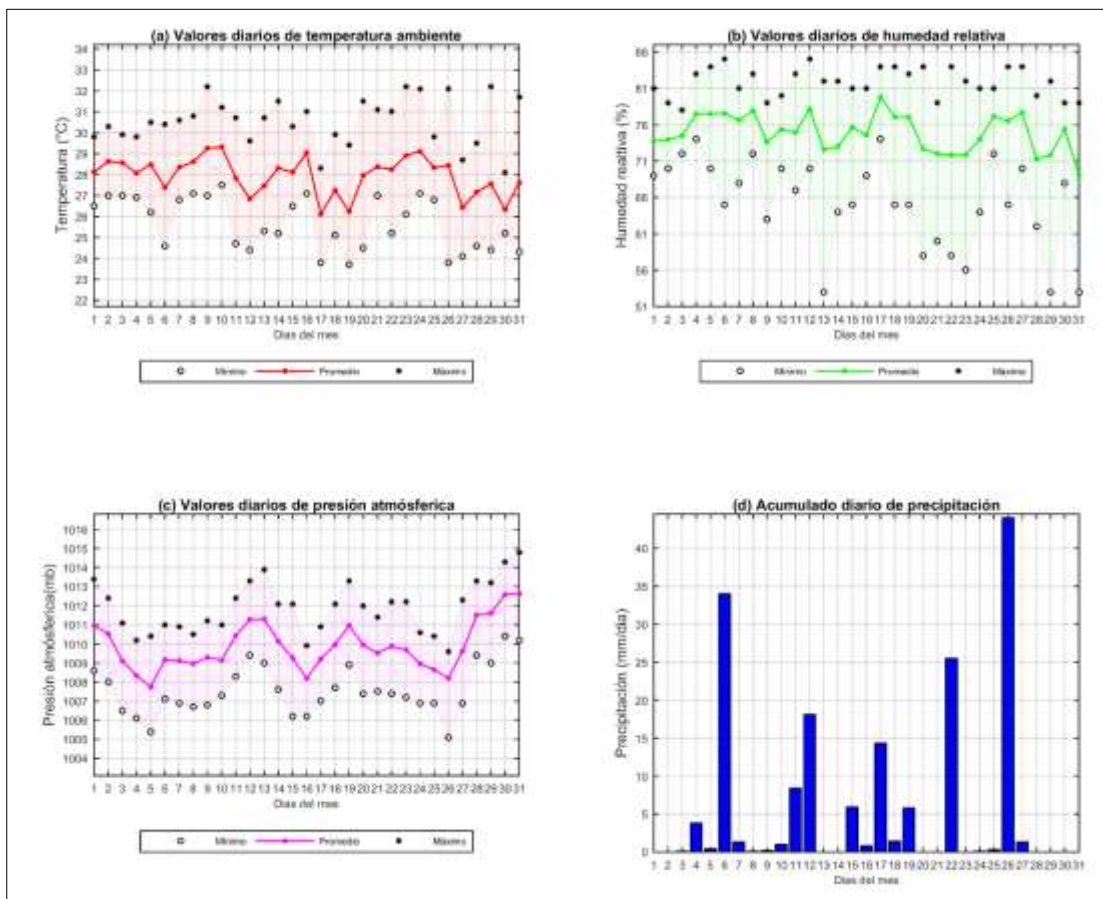 (a) Valores diarios de temperatura ambiente
Temperatura (°C)
34
33
32
31
30
29
28
27
26
25
24
23
22
1 2 3 4 5 6 7 8 9 10 11 12 13 14 15 16 17 18 19 20 21 22 23 24 25 26 27 28 29 30 31
Dias del mes
Mínimo Promedio Máximo
(b) Valores diarios de humedad relativa
Humedad realtiva (%)
86
81
76
71
66
61
56
51
1 2 3 4 5 6 7 8 9 10 11 12 13 14 15 16 17 18 19 20 21 22 23 24 25 26 27 28 29 30 31
Dias del mes
Mínimo Promedio Máximo
(c) Valores diarios de presión atmósferica
Presión atmósferica(mb)
1016
1015
1014
1013
1012
1011
1010
1009
1008
1007
1006
1005
1004
1 2 3 4 5 6 7 8 9 10 11 12 13 14 15 16 17 18 19 20 21 22 23 24 25 26 27 28 29 30 31
Dias del mes
Mínimo Promedio Máximo
(d) Acumulado diario de precipitación
Precipitación (mm/dia)
40
35
30
25
20
15
10
5
0
1 2 3 4 5 6 7 8 9 10 11 12 13 14 15 16 17 18 19 20 21 22 23 24 25 26 27 28 29 30 31
Dias del mes